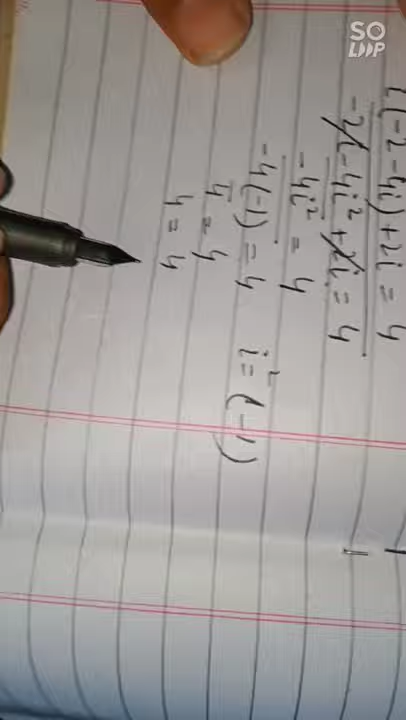 SO
LOOP
i(-2-4i)+2i = 4
-2i-4i²+2i = 4
-4i² = 4
-4(-1) = 4 i² = (-1)
4 = 4
4 = 4